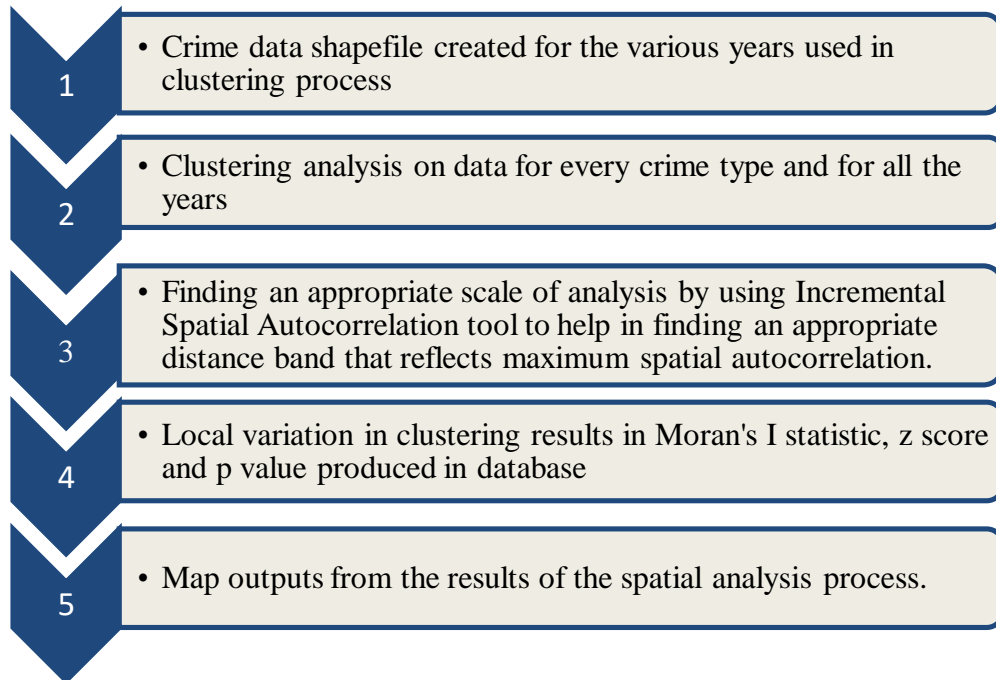 1
• Crime data shapefile created for the various years used in
clustering process
2
• Clustering analysis on data for every crime type and for all the
years
3
• Finding an appropriate scale of analysis by using Incremental
Spatial Autocorrelation tool to help in finding an appropriate
distance band that reflects maximum spatial autocorrelation.
4
• Local variation in clustering results in Moran's I statistic, z score
and p value produced in database
5
• Map outputs from the results of the spatial analysis process.